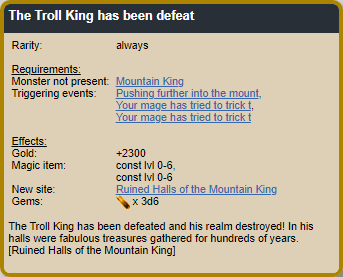 The Troll King has been defeat
Rarity: always
Requirements:
Monster not present: Mountain King
Triggering events: Pushing further into the mount,
Your mage has tried to trick t,
Your mage has tried to trick t
Effects:
Gold: +2300
Magic item: const lvl 0-6,
const lvl 0-6
New site: Ruined Halls of the Mountain King
Gems: x 3d6
The Troll King has been defeated and his realm destroyed! In his
halls were fabulous treasures gathered for hundreds of years.
[Ruined Halls of the Mountain King]